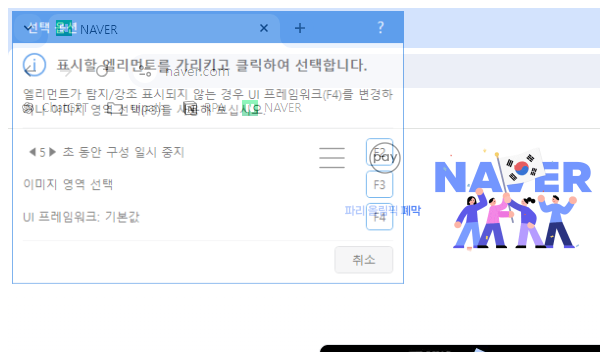 선택 옵션
NAVER
?
표시할 엘리먼트를 가리키고 클릭하여 선택합니다.
naver.com
엘리먼트가 탐지/강조 표시되지 않는 경우 UI 프레임워크(F4)를 변경하
거나 이미지 영역 선택(F3)를 사용해 보십시오.
ChatGPT
RPA
NAVER
5 초 동안 구성 일시 중지
F2
pay
이미지 영역 선택
F3
NAVER
파리올림픽 폐막
UI 프레임워크: 기본값
F4
취소